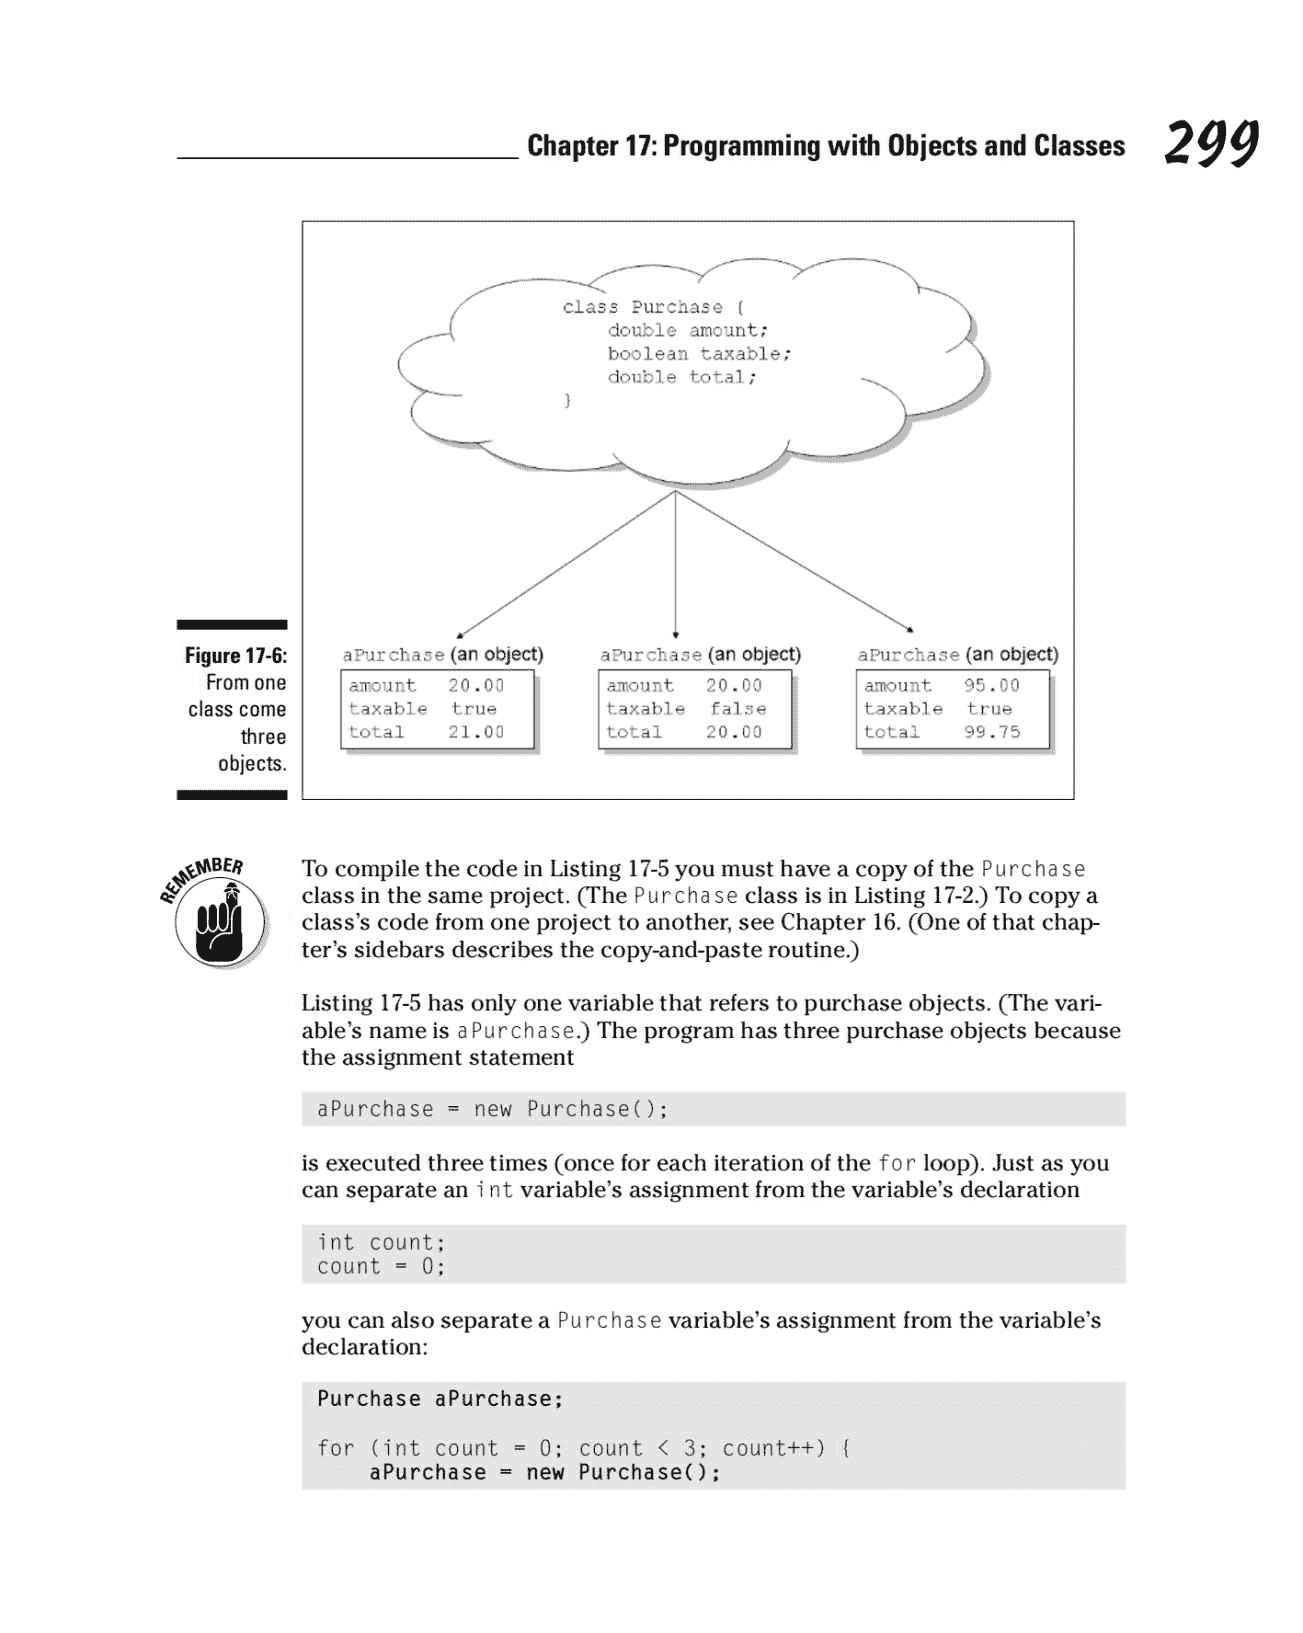 Chapter 17: Programming with Objects and Classes 299
class Purchase {
double amount;
boolean taxable;
double total;
}
aPurchase (an object) aPurchase (an object) aPurchase (an object)
amount 20.00 amount 20.00 amount 95.00
taxable true taxable false taxable true
total 21.00 total 20.00 total 99.75
Figure 17-6:
From one
class come
three
objects.
REMEMBER
To compile the code in Listing 17-5 you must have a copy of the Purchase
class in the same project. (The Purchase class is in Listing 17-2.) To copy a
class's code from one project to another, see Chapter 16. (One of that chap-
ter's sidebars describes the copy-and-paste routine.)
Listing 17-5 has only one variable that refers to purchase objects. (The vari-
able's name is aPurchase.) The program has three purchase objects because
the assignment statement
aPurchase = new Purchase();
is executed three times (once for each iteration of the for loop). Just as you
can separate an int variable's assignment from the variable's declaration
int count;
count = 0;
you can also separate a Purchase variable's assignment from the variable's
declaration:
Purchase aPurchase;
for (int count = 0; count < 3; count++) {
aPurchase = new Purchase();